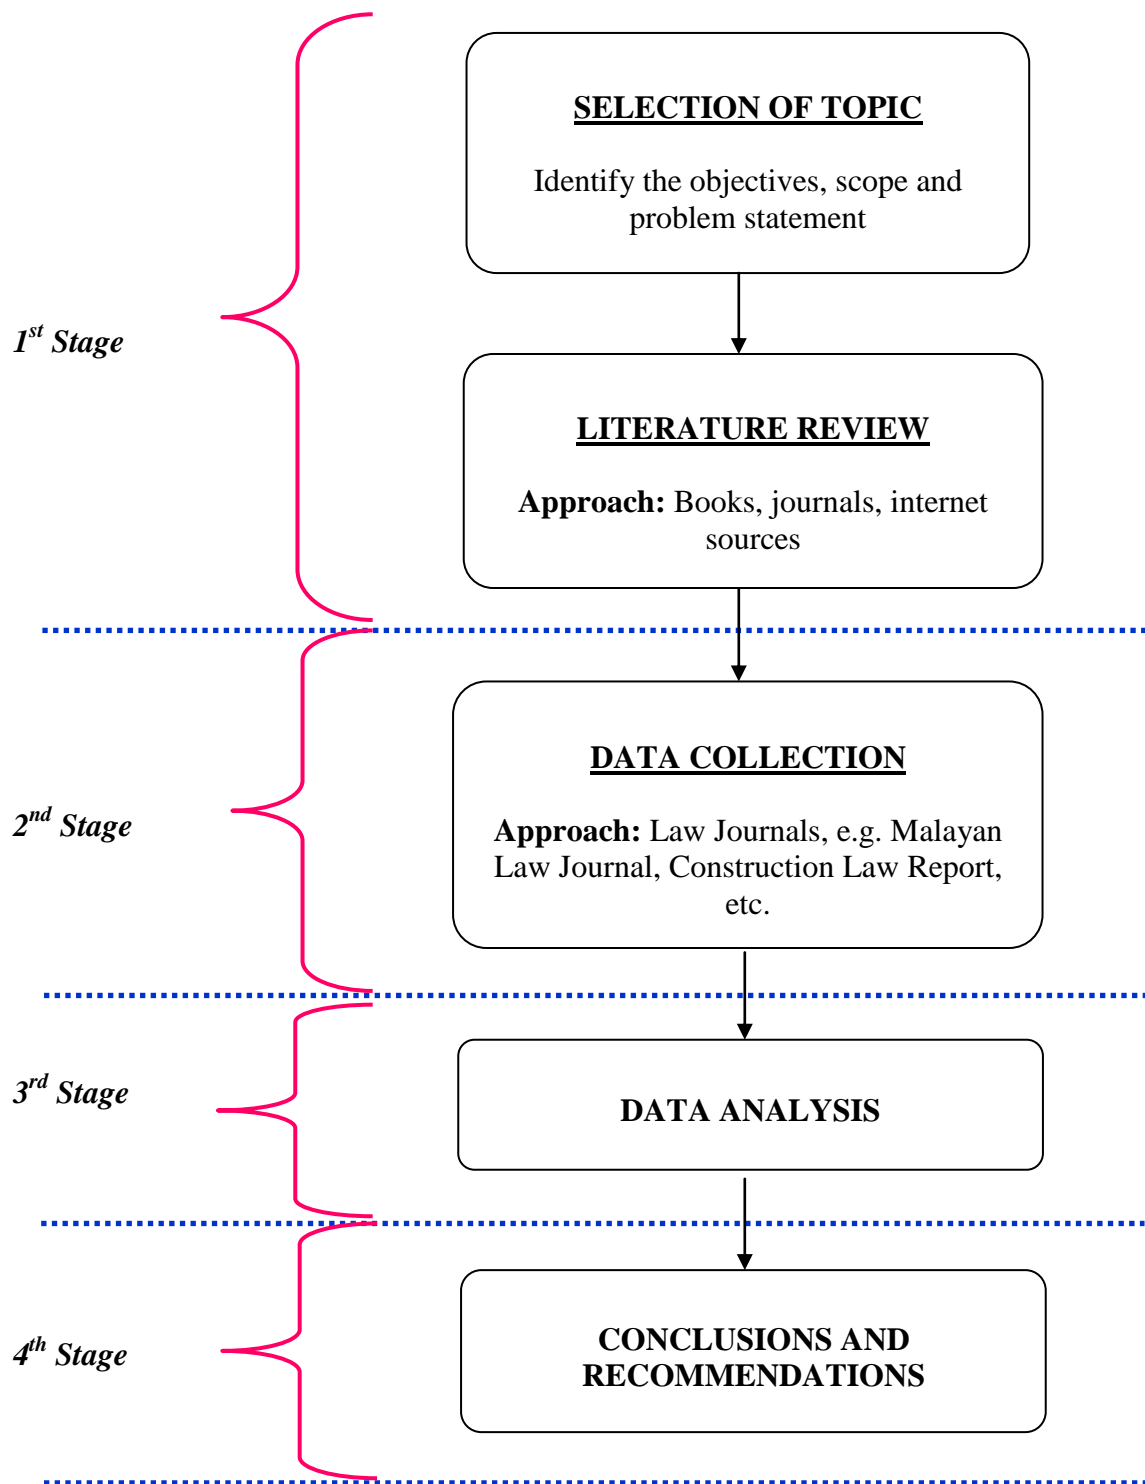 SELECTION OF TOPIC
Identify the objectives, scope and
problem statement
1st Stage
LITERATURE REVIEW
Approach: Books, journals, internet
sources
DATA COLLECTION
2nd Stage
Approach: Law Journals, e.g. Malayan
Law Journal, Construction Law Report,
etc.
3rd Stage
DATA ANALYSIS
4th Stage
CONCLUSIONS AND
RECOMMENDATIONS